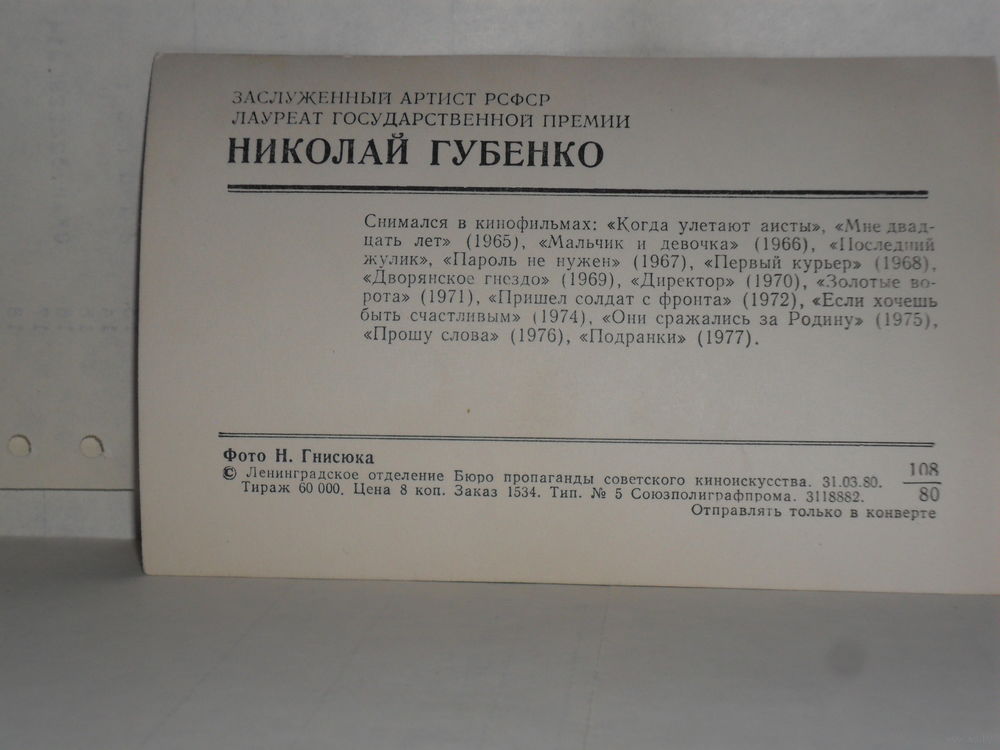 ЗАСЛУЖЕННЫЙ АРТИСТ РСФСР
ЛАУРЕАТ ГОСУДАРСТВЕННОЙ ПРЕМИИ
НИКОЛАЙ ГУБЕНКО
Снимался в кинофильмах: «Когда улетают аисты», «Мне двад-
цать лет» (1965), «Мальчик и девочка» (1966), «Последний
жулик», «Пароль не нужен» (1967), «Первый курьер» (1968),
«Дворянское гнездо» (1969), «Директор» (1970), «Золотые во-
рота» (1971), «Пришел солдат с фронта» (1972), «Если хочешь
быть счастливым» (1974), «Они сражались за Родину» (1975),
«Прошу слова» (1976), «Подранки» (1977).
Фото Н. Гнисюка
© Ленинградское отделение Бюро пропаганды советского киноискусства. 31.03.80.
Тираж 60 000. Цена 8 коп. Заказ 1534. Тип. № 5 Союзполиграфпрома. 3118882.
108
80
Отправлять только в конверте